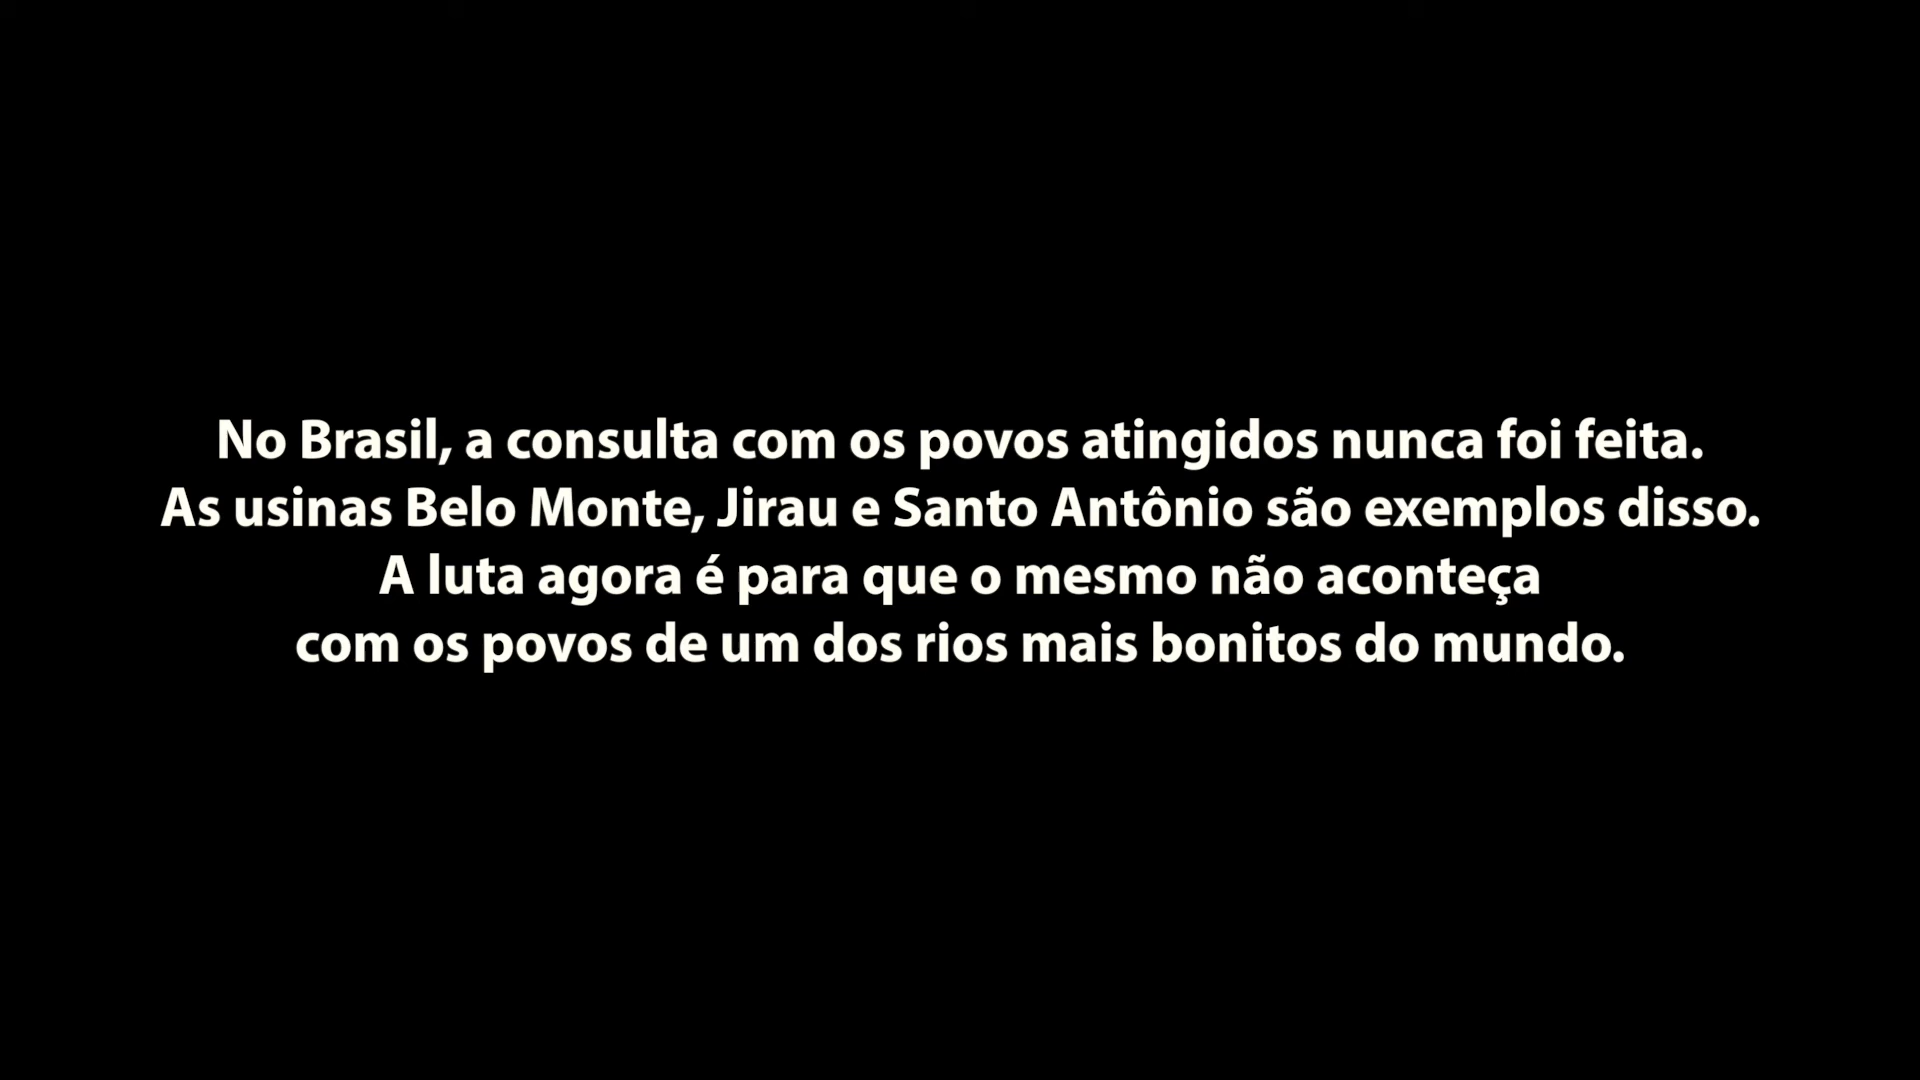 No Brasil, a consulta com os povos atingidos nunca foi feita.
As usinas Belo Monte, Jirau e Santo Antônio são exemplos disso.
A luta agora é para que o mesmo não aconteça
com os povos de um dos rios mais bonitos do mundo.